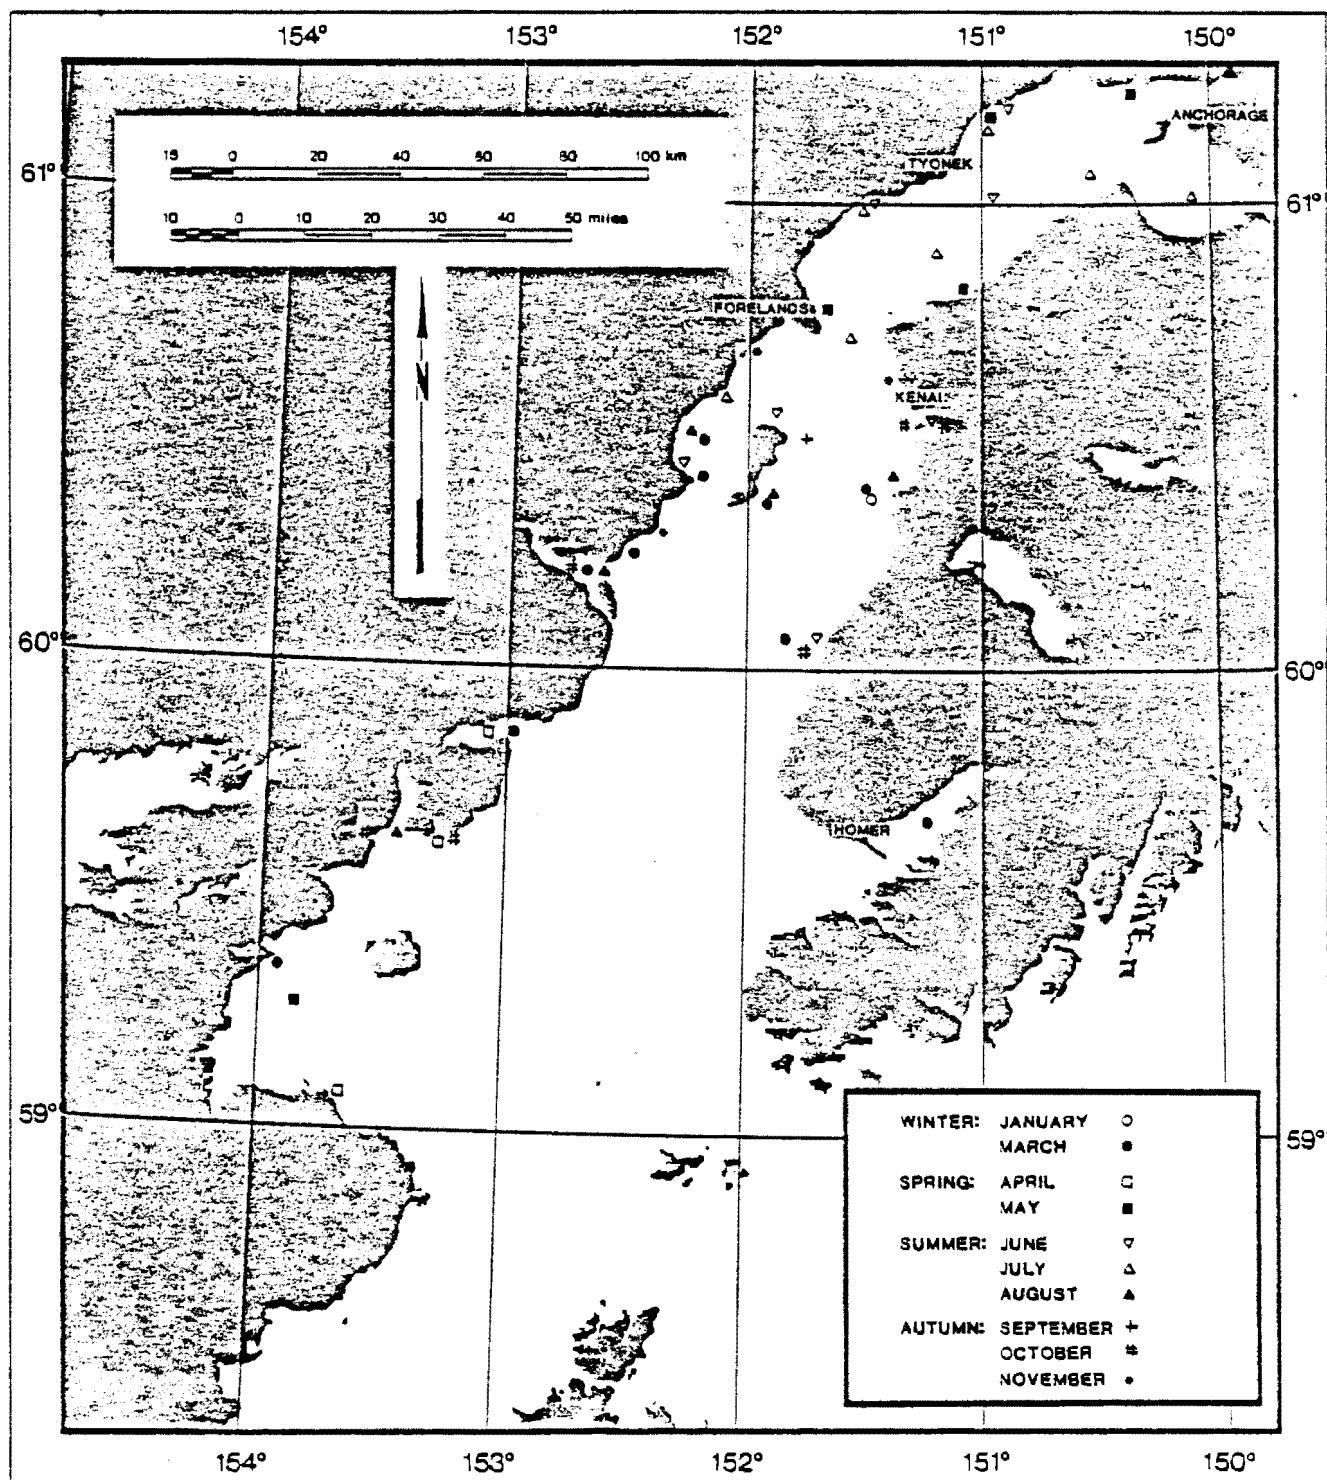 154° 153° 152° 151° 150°
ANCHORAGE
15 0 20 40 60 80 100 km
TYONEK
61°
10 0 10 20 30 40 50 miles
61°
FORELANDS
N
KENAI
60°
60°
HOMER
59°
59°
WINTER: JANUARY
MARCH
SPRING: APRIL
MAY
SUMMER: JUNE
JULY
AUGUST
AUTUMN: SEPTEMBER
OCTOBER
NOVEMBER
154° 153° 152° 151° 150°